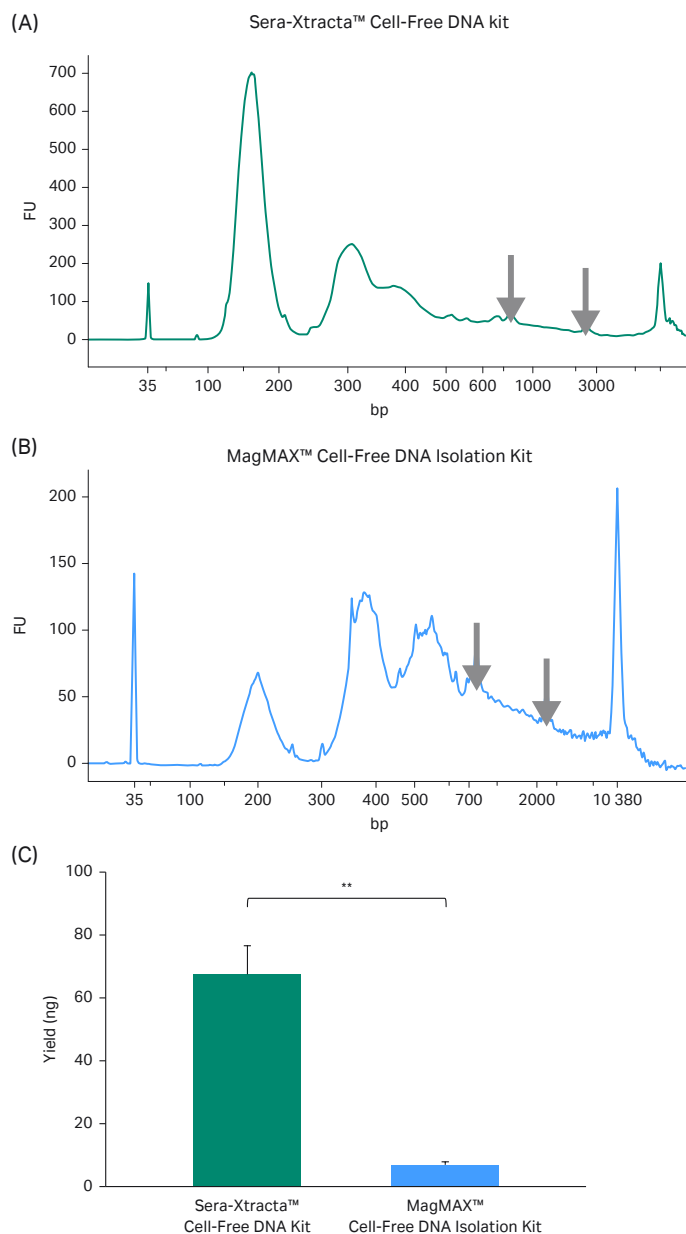 (A)
Sera-Xtracta™ Cell-Free DNA kit
700
600
500
400
300
200
100
0
FU
35 100 200 300 400 500 600 1000 3000
bp
(B)
MagMAX™ Cell-Free DNA Isolation Kit
200
150
100
50
0
FU
35 100 200 300 400 500 700 2000 10 380
bp
(C)
100
80
60
40
20
0
Yield (ng)
**
Sera-Xtracta™
Cell-Free DNA Kit
MagMAX™
Cell-Free DNA Isolation Kit